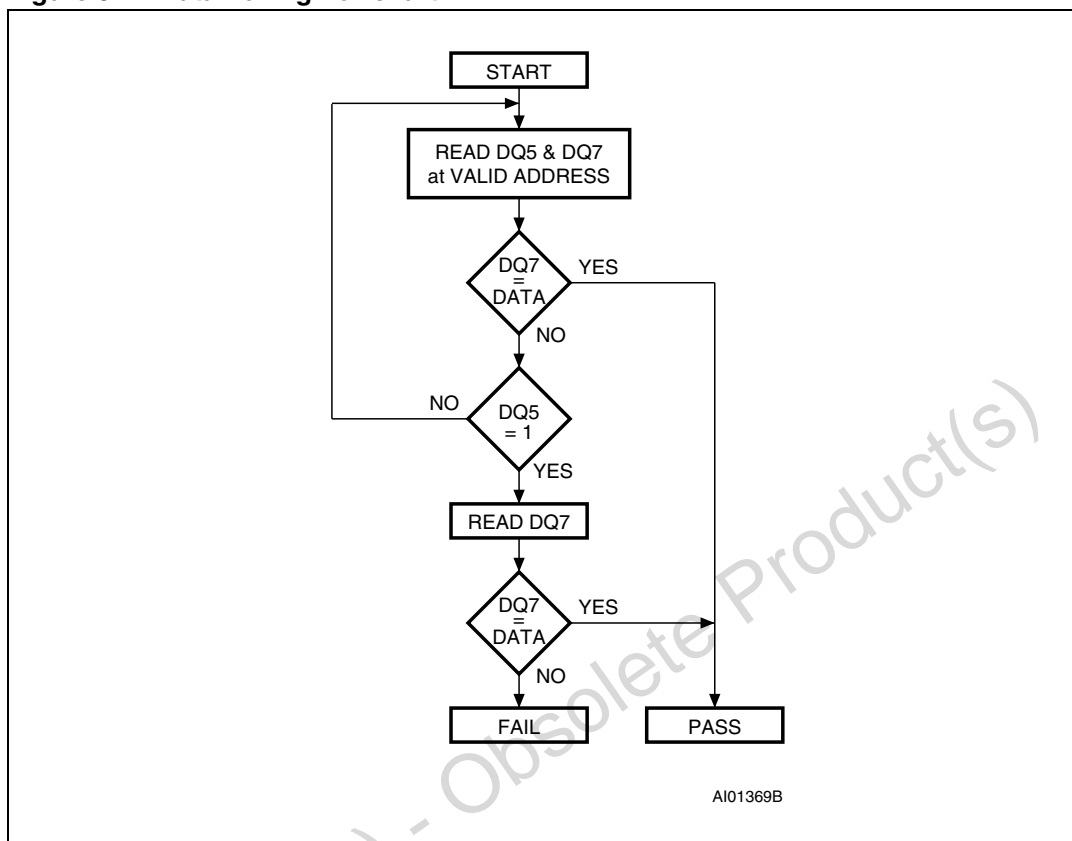 START
READ DQ5 & DQ7
at VALID ADDRESS
DQ7
=
DATA
YES
NO
DQ5
= 1
NO
YES
READ DQ7
DQ7
=
DATA
YES
NO
FAIL
PASS
AI01369B
) - Obsolete Product(s)